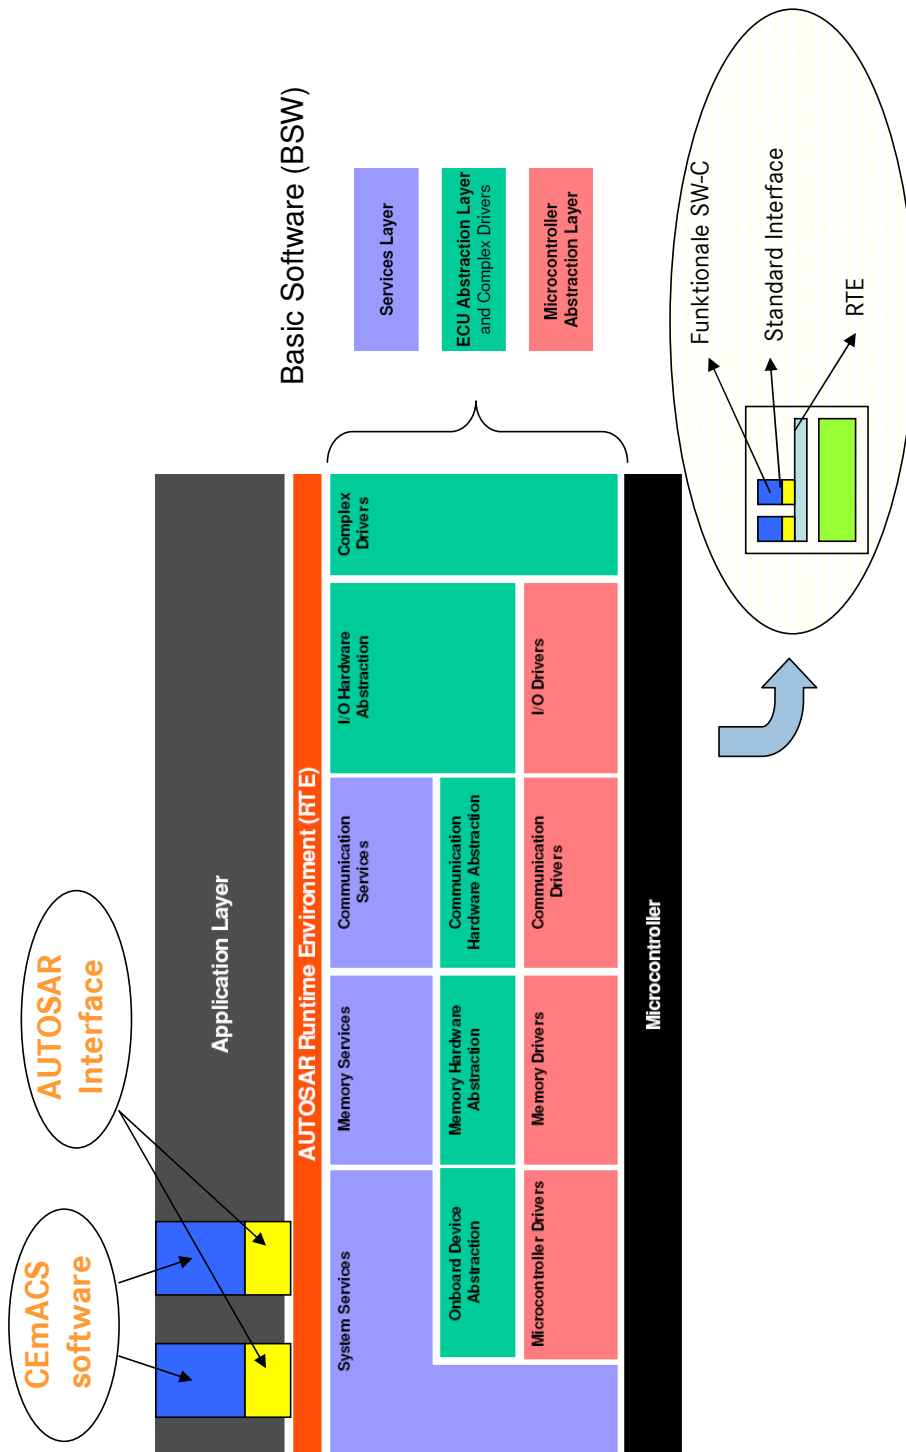 CEmACS
software
AUTOSAR
Interface
Application Layer
AUTOSAR Runtime Environment (RTE)
System Services
Memory Services
Communication
Services
I/O Hardware
Abstraction
Complex
Drivers
Onboard Device
Abstraction
Memory Hardware
Abstraction
Communication
Hardware Abstraction
Microcontroller Drivers
Memory Drivers
Communication
Drivers
I/O Drivers
Microcontroller
Basic Software (BSW)
Services Layer
ECU Abstraction Layer
and Complex Drivers
Microcontroller
Abstraction Layer
Funktionale SW-C
Standard Interface
RTE